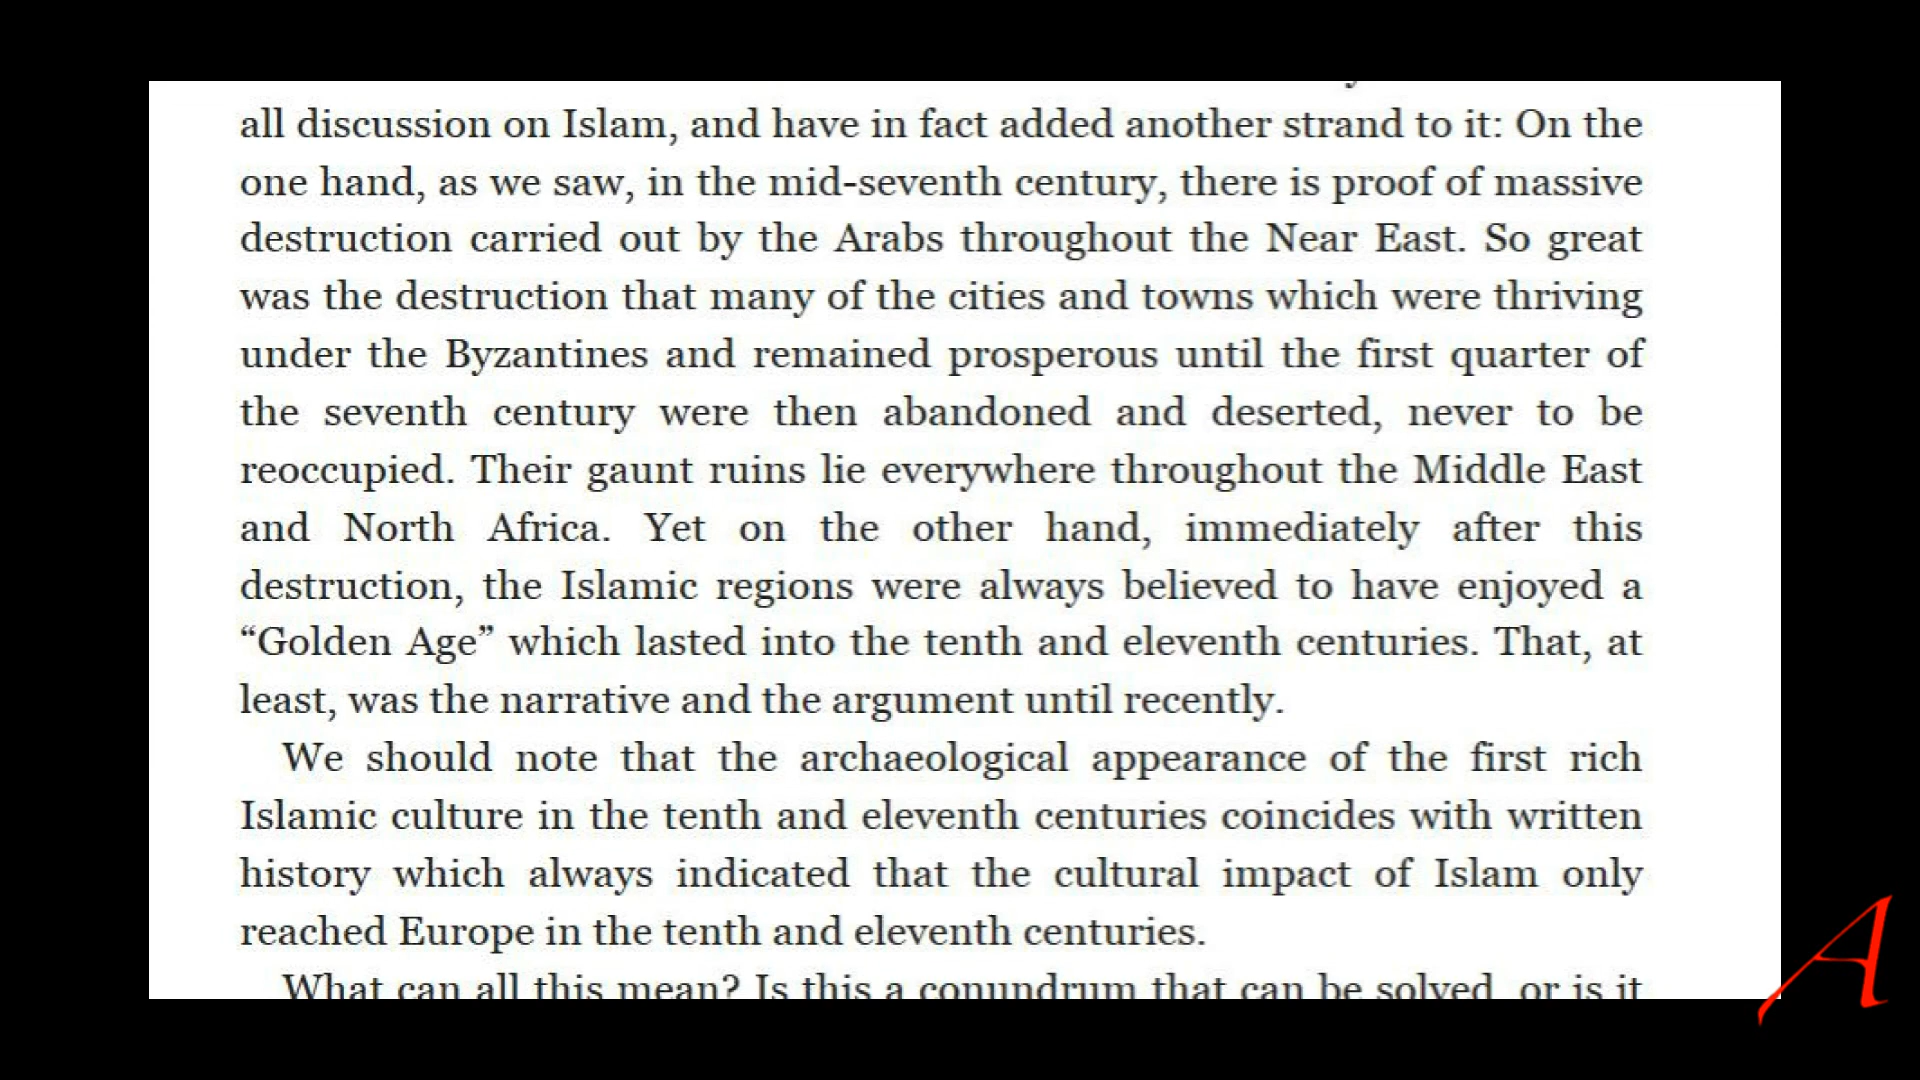 all discussion on Islam, and have in fact added another strand to it: On the
one hand, as we saw, in the mid-seventh century, there is proof of massive
destruction carried out by the Arabs throughout the Near East. So great
was the destruction that many of the cities and towns which were thriving
under the Byzantines and remained prosperous until the first quarter of
the seventh century were then abandoned and deserted, never to be
reoccupied. Their gaunt ruins lie everywhere throughout the Middle East
and North Africa. Yet on the other hand, immediately after this
destruction, the Islamic regions were always believed to have enjoyed a
“Golden Age” which lasted into the tenth and eleventh centuries. That, at
least, was the narrative and the argument until recently.
We should note that the archaeological appearance of the first rich
Islamic culture in the tenth and eleventh centuries coincides with written
history which always indicated that the cultural impact of Islam only
reached Europe in the tenth and eleventh centuries.
What can all this mean? Is this a conundrum that can be solved, or is it
A